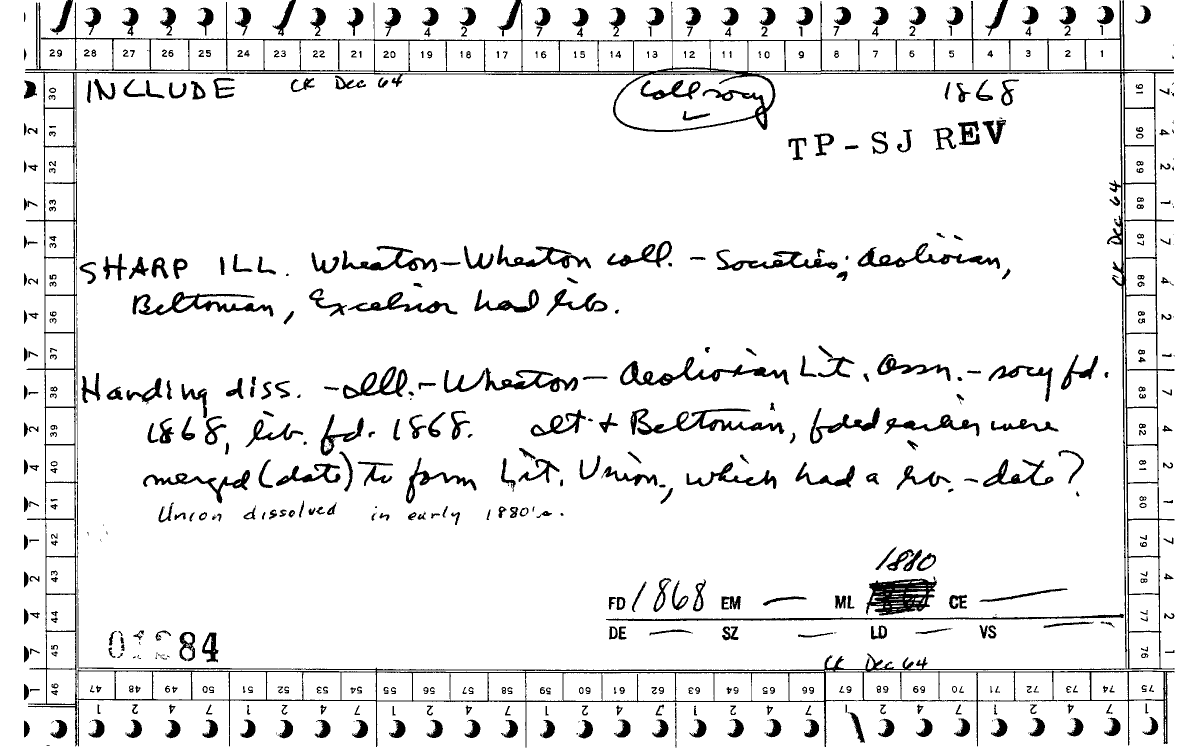 7 4 2 1 7 4 2 1 7 4 2 1 7 4 2 1 7 4 2 1 7 4 2 1
29 28 27 26 25 24 23 22 21 20 19 18 17 16 15 14 13 12 11 10 9 8 7 6 5 4 3 2 1
INCLUDE CK Dec 64 Coll socy 1868
TP-SJ REV
SHARP ILL. Wheaton-Wheaton coll. - Societies; Aeolioian,
Beltonian, Excelsior had libs.
Harding diss. - Ill. - Wheaton - Aeolioian Lit. Assn. - socy fd.
1868, lib. fd. 1868. It + Beltonian, fded earlier were
merged (date) to form Lit. Union, which had a lib. - date?
Union dissolved in early 1880's.
1880
FD 1868 EM — ML CE —
DE — SZ — LD — VS —
01284
CK Dec 64
CK Dec 64
30 31 32 33 34 35 36 37 38 39 40 41 42 43 44 45 46
91 90 89 88 87 86 85 84 83 82 81 80 79 78 77 76 75
47 48 49 50 51 52 53 54 55 56 57 58 59 60 61 62 63 64 65 66 67 68 69 70 71 72 73 74 75